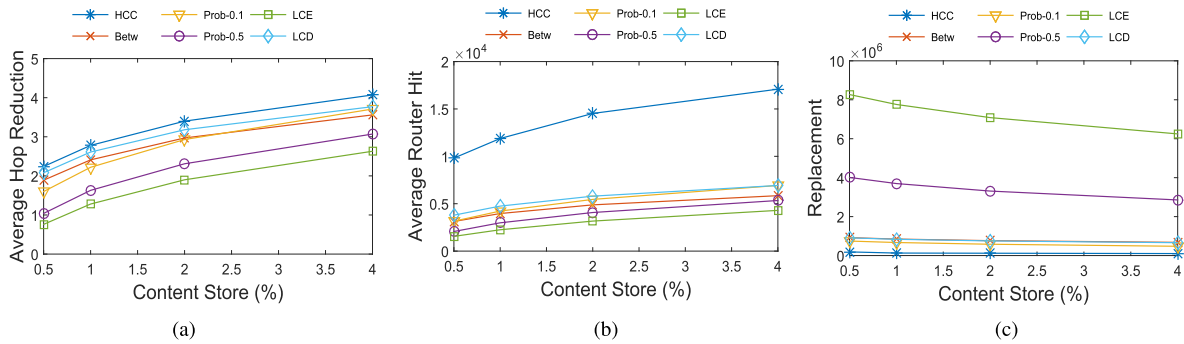 HCC Prob-0.1 LCE
Betw Prob-0.5 LCD
Average Hop Reduction
5
4
3
2
1
0
0.5 1 1.5 2 2.5 3 3.5 4
Content Store (%)
(a)
HCC Prob-0.1 LCE
Betw Prob-0.5 LCD
×10^4
Average Router Hit
2
1.5
1
0.5
0
0.5 1 1.5 2 2.5 3 3.5 4
Content Store (%)
(b)
HCC Prob-0.1 LCE
Betw Prob-0.5 LCD
×10^6
Replacement
10
8
6
4
2
0
0.5 1 1.5 2 2.5 3 3.5 4
Content Store (%)
(c)